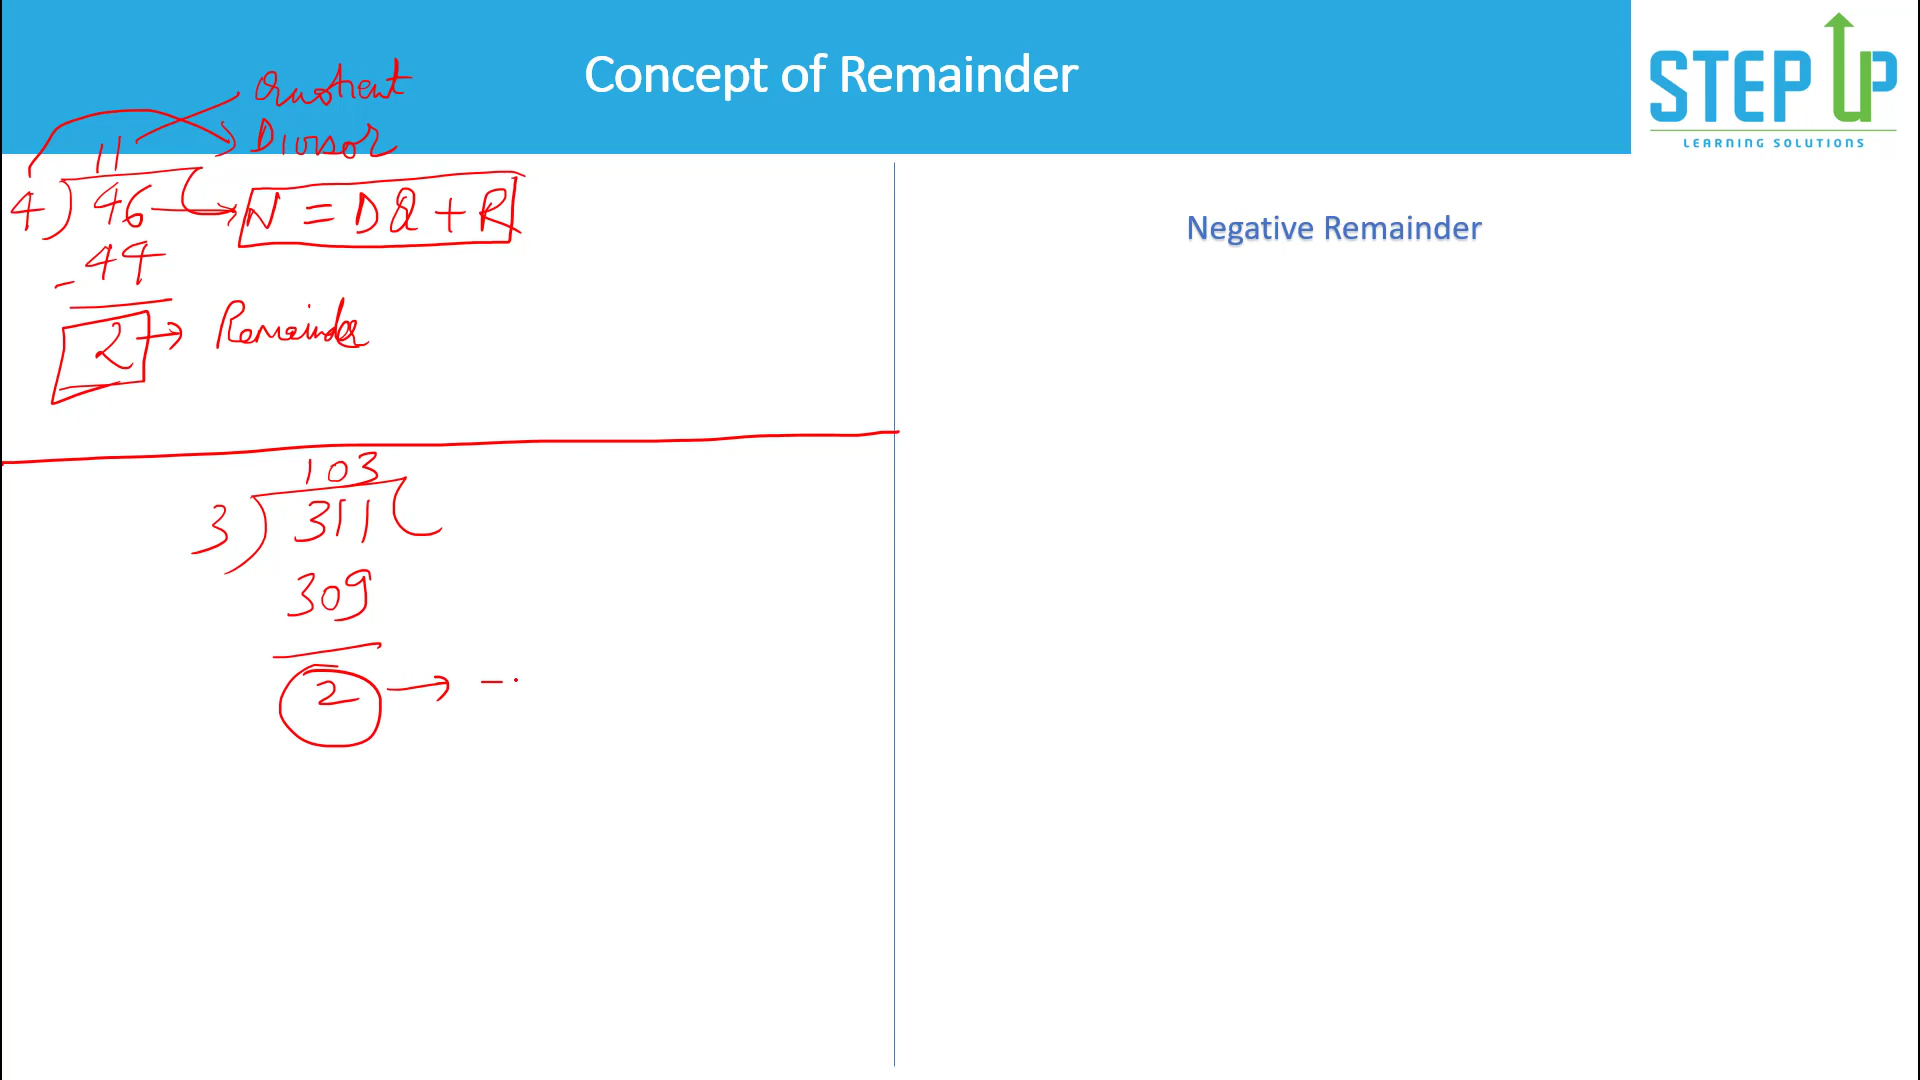 Concept of Remainder
STEP UP
LEARNING SOLUTIONS
Quotient
Divisor
11
4) 46 ( → N = DQ + R
- 44
2 → Remainder
103
3) 311 (
309
2 → -
Negative Remainder